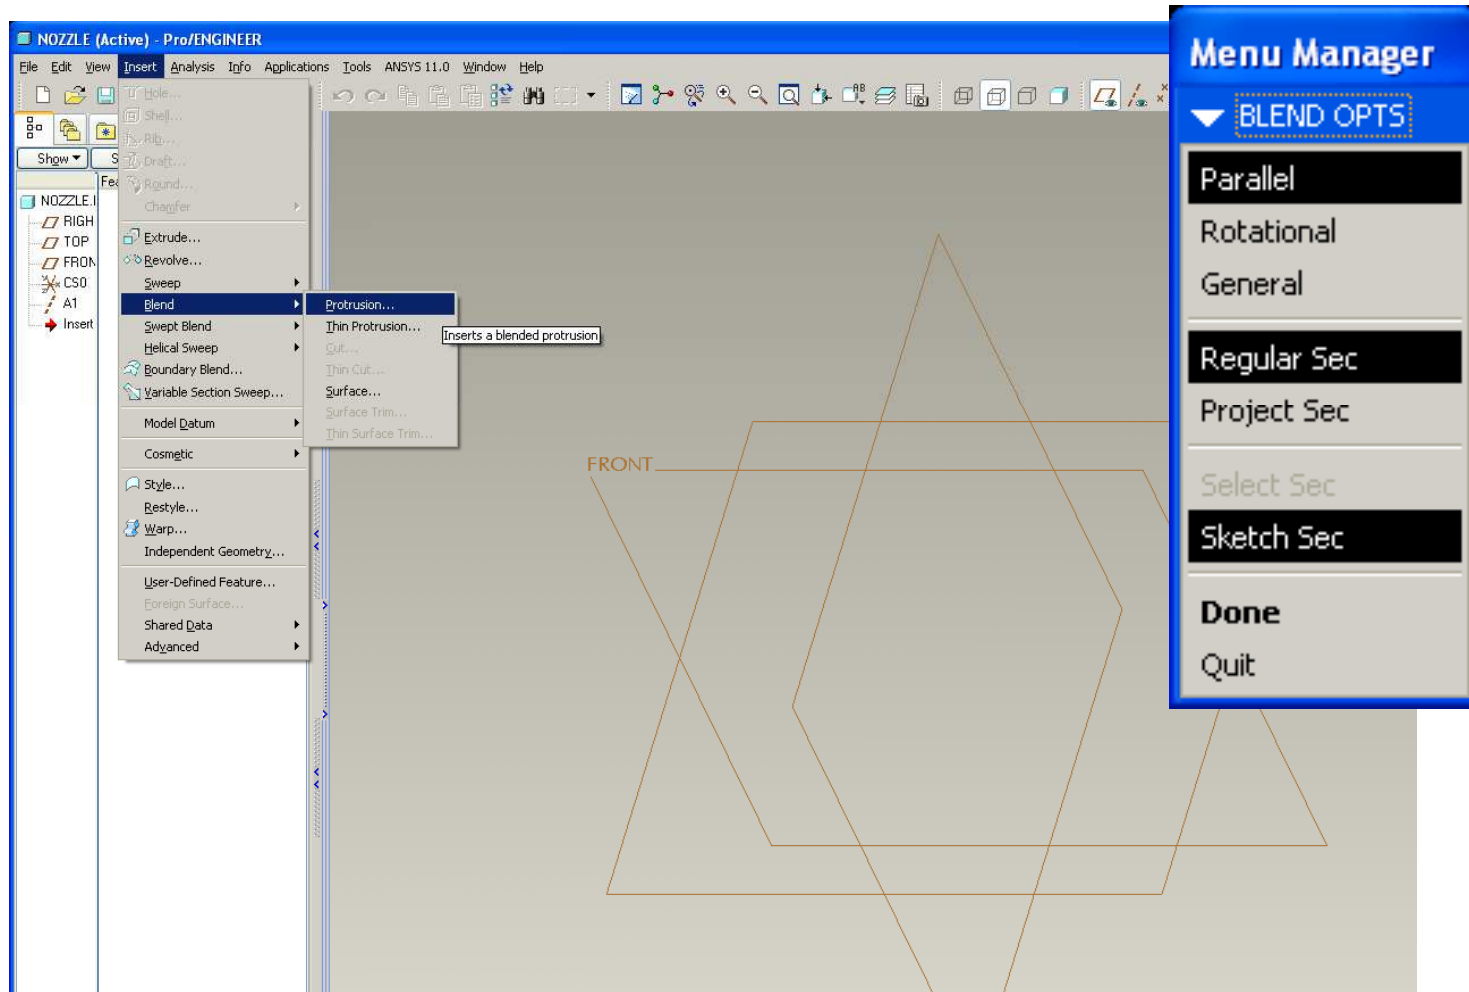 NOZZLE (Active) - Pro/ENGINEER
File Edit View Insert Analysis Info Applications Tools ANSYS 11.0 Window Help
Show
S
Fea
NOZZLE.
RIGH
TOP
FRON
CS0
A1
Insert
Hole...
Shell...
Rib...
Draft...
Round...
Chamfer
Extrude...
Revolve...
Sweep
Blend
Swept Blend
Helical Sweep
Boundary Blend...
Variable Section Sweep...
Model Datum
Cosmetic
Style...
Restyle...
Warp...
Independent Geometry...
User-Defined Feature...
Foreign Surface...
Shared Data
Advanced
Protrusion...
Thin Protrusion...
Cut...
Thin Cut...
Surface...
Surface Trim...
Thin Surface Trim...
Inserts a blended protrusion
FRONT
Menu Manager
BLEND OPTS
Parallel
Rotational
General
Regular Sec
Project Sec
Select Sec
Sketch Sec
Done
Quit